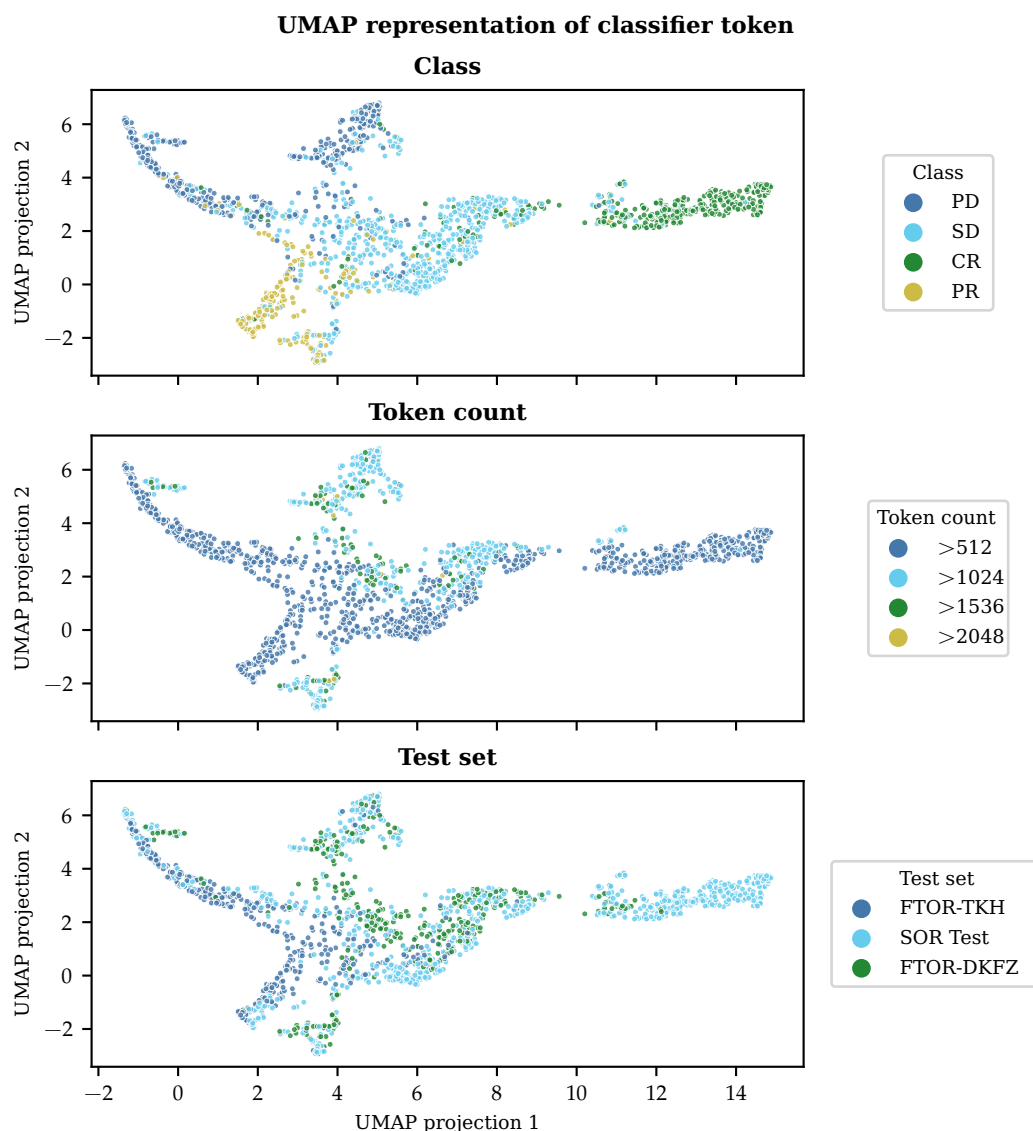 UMAP representation of classifier token
Class
UMAP projection 2
6
4
2
0
−2
Class
PD
SD
CR
PR
Token count
UMAP projection 2
6
4
2
0
−2
Token count
>512
>1024
>1536
>2048
Test set
UMAP projection 2
6
4
2
0
−2
−2 0 2 4 6 8 10 12 14
UMAP projection 1
Test set
FTOR-TKH
SOR Test
FTOR-DKFZ